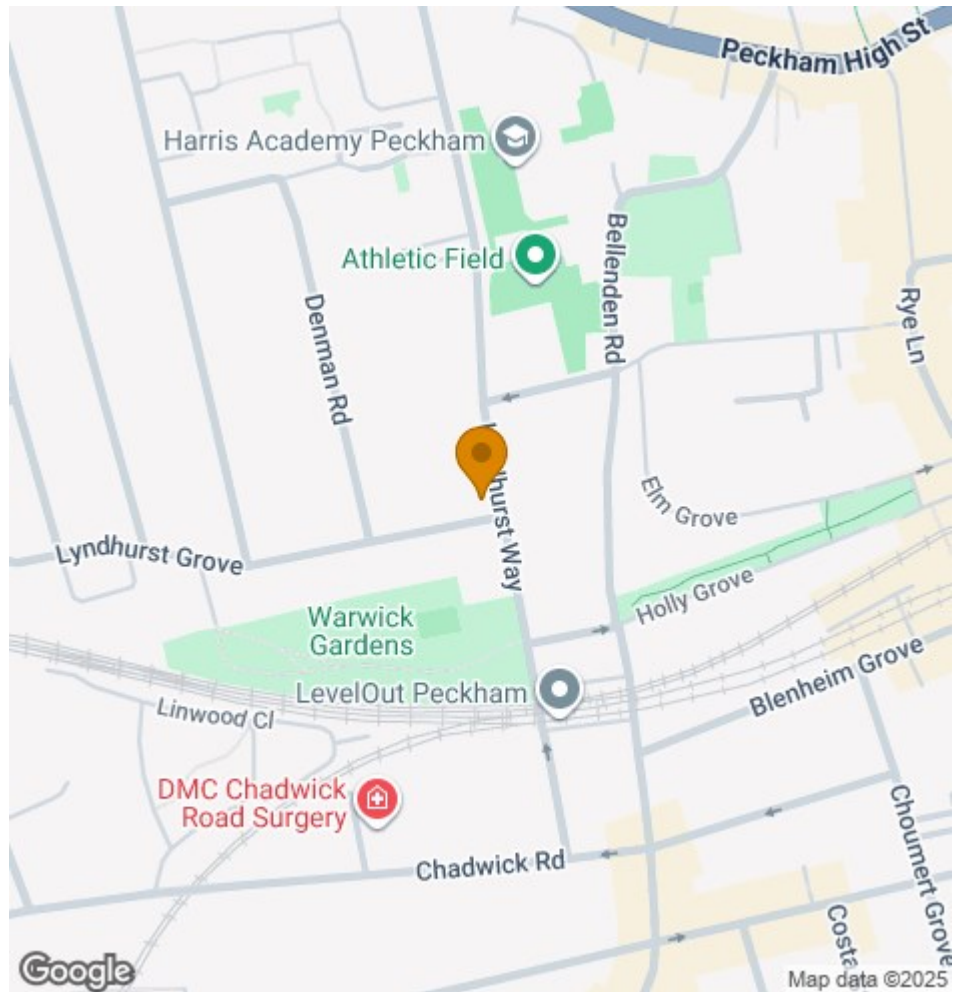 Peckham High St
Harris Academy Peckham
Athletic Field
Bellenden Rd
Rye Ln
Denman Rd
dhurst Way
Elm Grove
Lyndhurst Grove
Holly Grove
Warwick
Gardens
LevelOut Peckham
Blenheim Grove
Linwood Cl
DMC Chadwick
Road Surgery
Choumert Grove
Chadwick Rd
Costa
Google
Map data ©2025